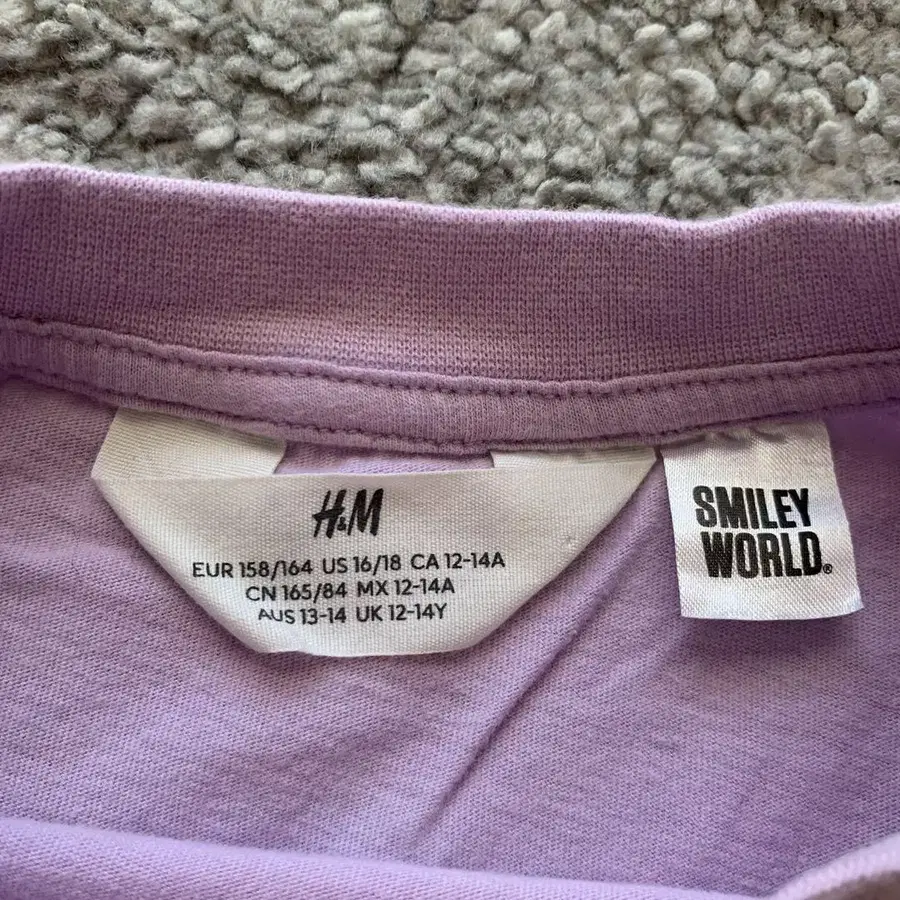 H&M
EUR 158/164 US 16/18 CA 12-14A
CN 165/84 MX 12-14A
AUS 13-14 UK 12-14Y
SMILEY
WORLD®